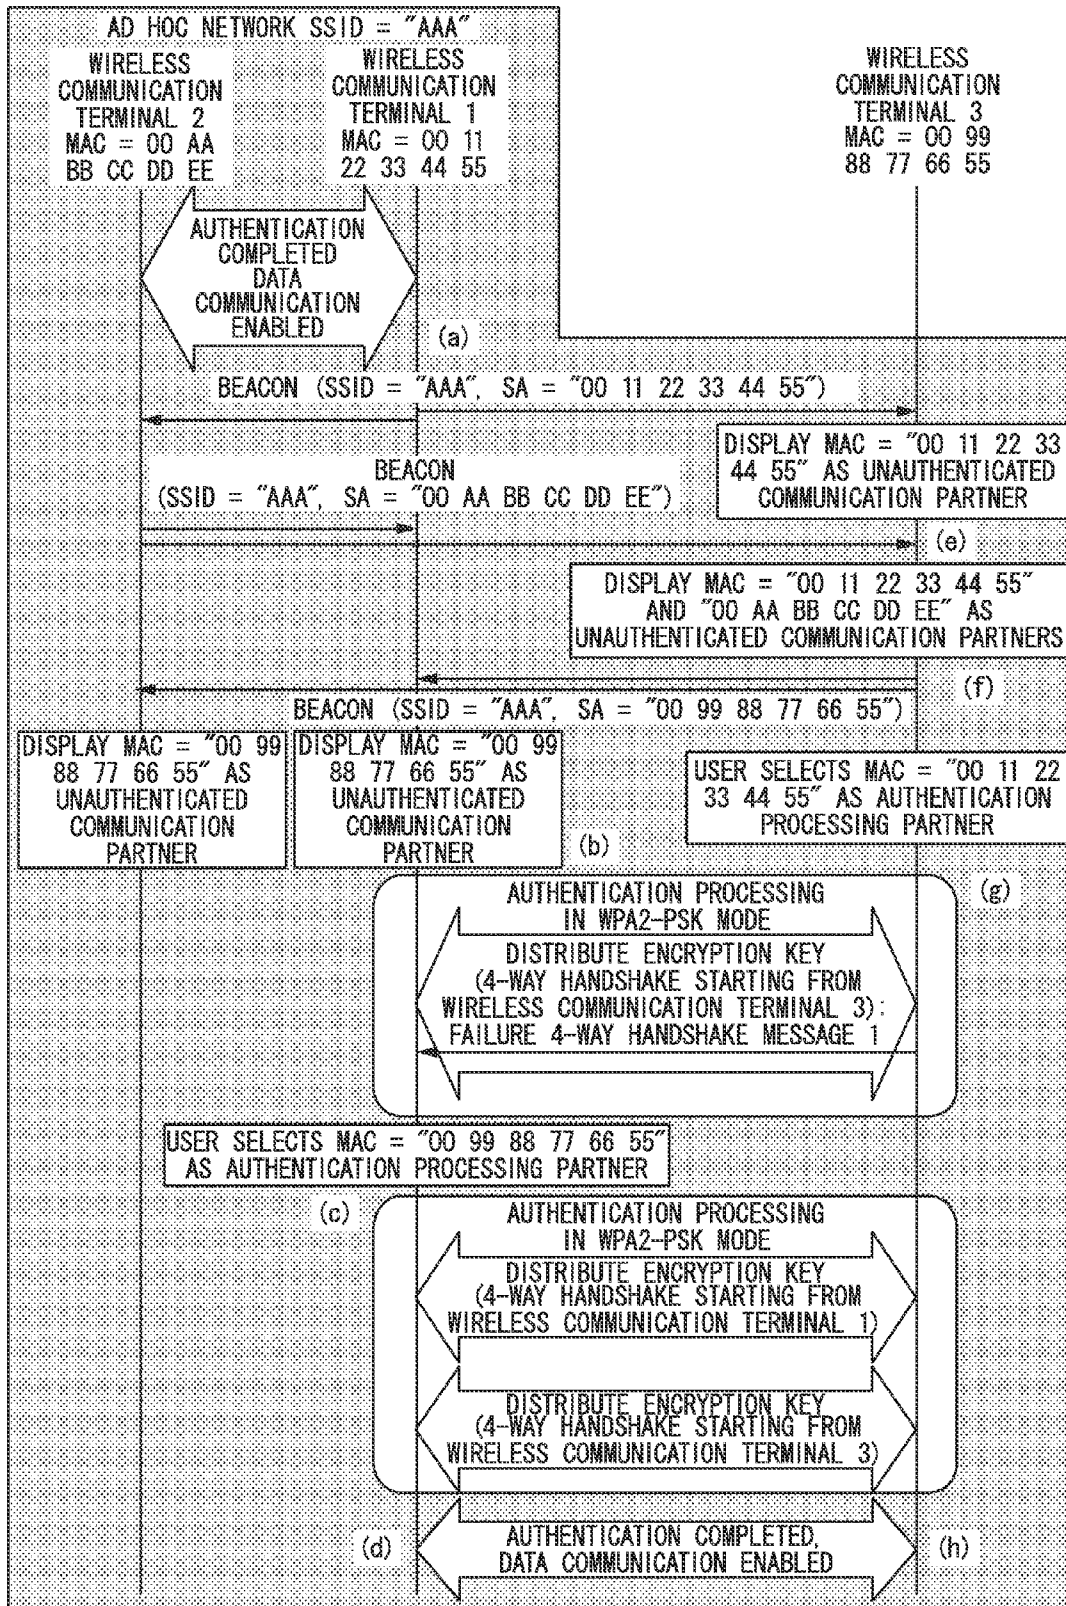 AD HOC NETWORK SSID = "AAA"
WIRELESS
COMMUNICATION
TERMINAL 2
MAC = 00 AA
BB CC DD EE
WIRELESS
COMMUNICATION
TERMINAL 1
MAC = 00 11
22 33 44 55
WIRELESS
COMMUNICATION
TERMINAL 3
MAC = 00 99
88 77 66 55
AUTHENTICATION
COMPLETED
DATA
COMMUNICATION
ENABLED
(a)
BEACON (SSID = "AAA", SA = "00 11 22 33 44 55")
DISPLAY MAC = "00 11 22 33
44 55" AS UNAUTHENTICATED
COMMUNICATION PARTNER
BEACON
(SSID = "AAA", SA = "00 AA BB CC DD EE")
(e)
DISPLAY MAC = "00 11 22 33 44 55"
AND "00 AA BB CC DD EE" AS
UNAUTHENTICATED COMMUNICATION PARTNERS
(f)
BEACON (SSID = "AAA", SA = "00 99 88 77 66 55")
DISPLAY MAC = "00 99
88 77 66 55" AS
UNAUTHENTICATED
COMMUNICATION
PARTNER
DISPLAY MAC = "00 99
88 77 66 55" AS
UNAUTHENTICATED
COMMUNICATION
PARTNER
(b)
USER SELECTS MAC = "00 11 22
33 44 55" AS AUTHENTICATION
PROCESSING PARTNER
(g)
AUTHENTICATION PROCESSING
IN WPA2-PSK MODE
DISTRIBUTE ENCRYPTION KEY
(4-WAY HANDSHAKE STARTING FROM
WIRELESS COMMUNICATION TERMINAL 3):
FAILURE 4-WAY HANDSHAKE MESSAGE 1
USER SELECTS MAC = "00 99 88 77 66 55"
AS AUTHENTICATION PROCESSING PARTNER
(c)
AUTHENTICATION PROCESSING
IN WPA2-PSK MODE
DISTRIBUTE ENCRYPTION KEY
(4-WAY HANDSHAKE STARTING FROM
WIRELESS COMMUNICATION TERMINAL 1)
DISTRIBUTE ENCRYPTION KEY
(4-WAY HANDSHAKE STARTING FROM
WIRELESS COMMUNICATION TERMINAL 3)
(d)
AUTHENTICATION COMPLETED,
DATA COMMUNICATION ENABLED
(h)